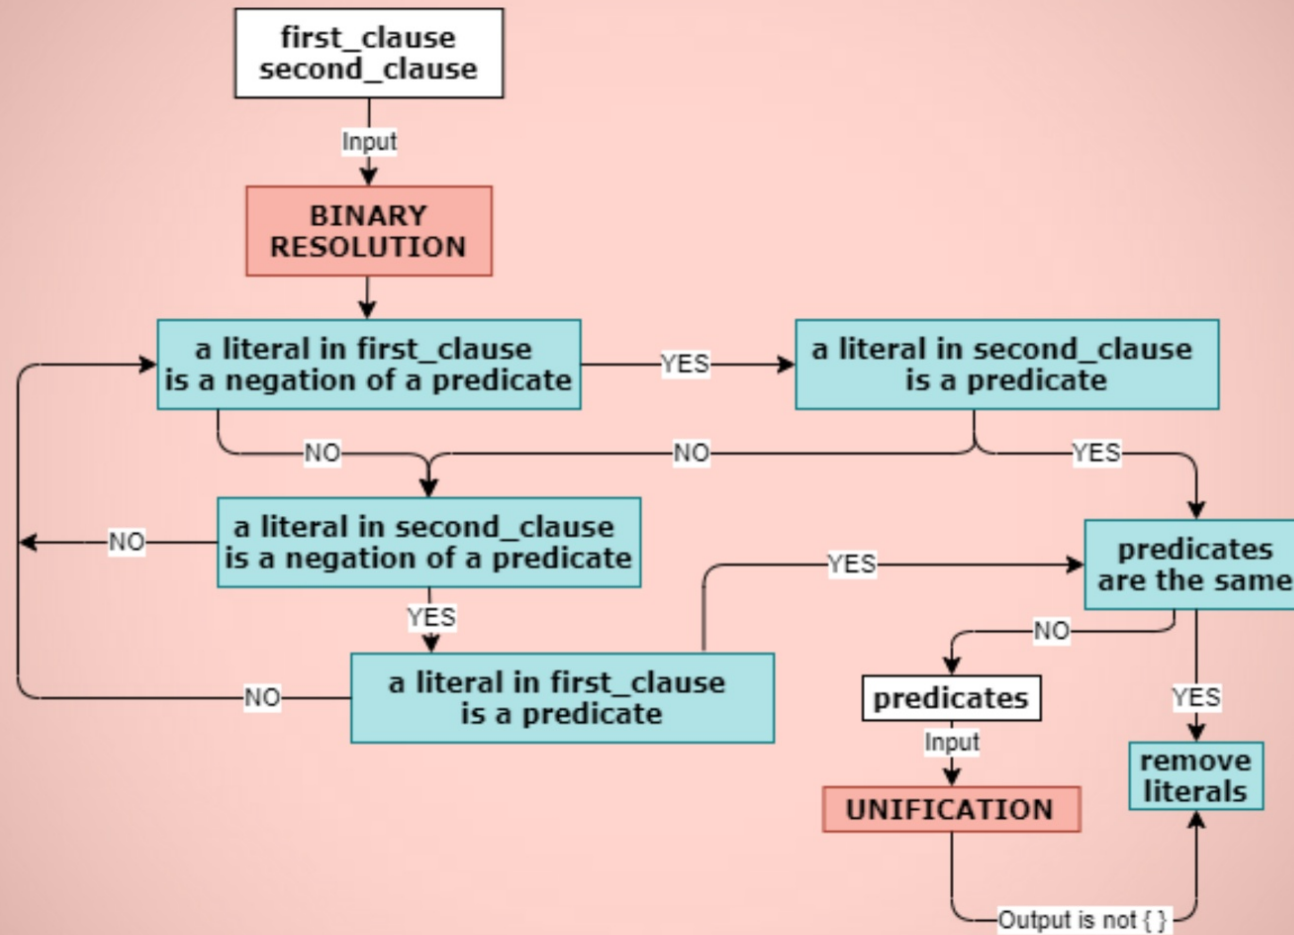 first_clause
second_clause
Input
BINARY
RESOLUTION
a literal in first_clause
is a negation of a predicate
YES
a literal in second_clause
is a predicate
NO
NO
YES
a literal in second_clause
is a negation of a predicate
NO
YES
predicates
are the same
YES
a literal in first_clause
is a predicate
NO
NO
predicates
YES
Input
remove
literals
UNIFICATION
Output is not { }